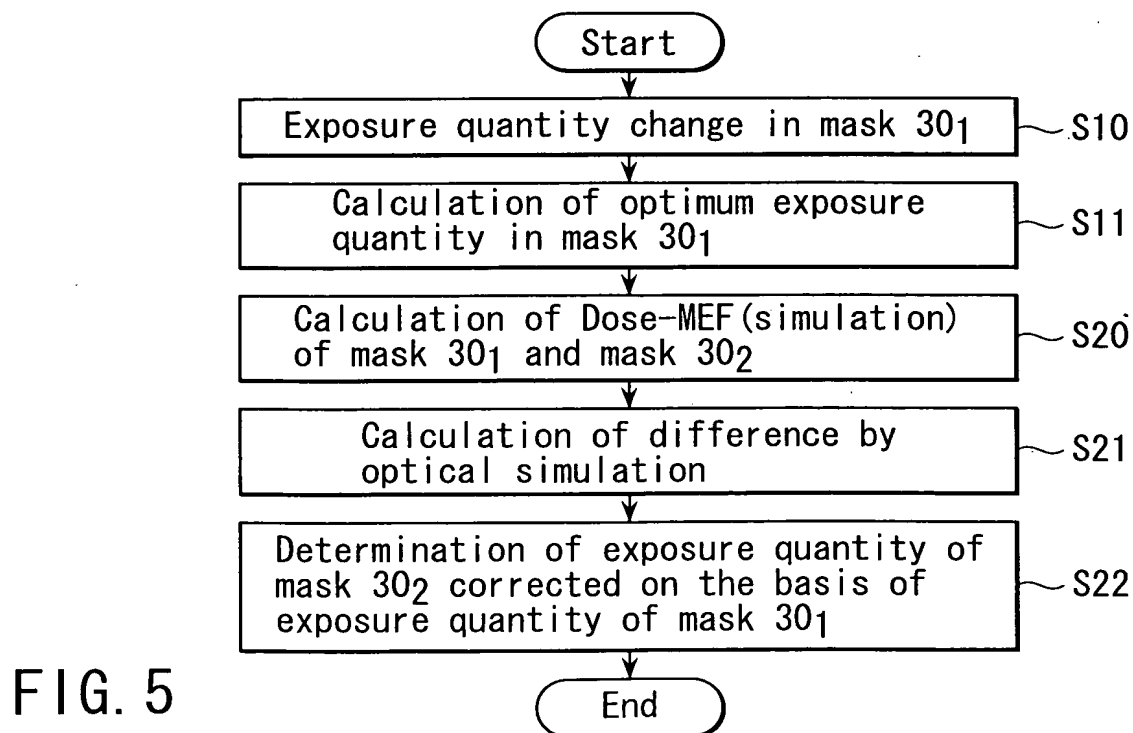 Start
Exposure quantity change in mask 30₁
S10
Calculation of optimum exposure
quantity in mask 30₁
S11
Calculation of Dose-MEF(simulation)
of mask 30₁ and mask 30₂
S20
Calculation of difference by
optical simulation
S21
Determination of exposure quantity of
mask 30₂ corrected on the basis of
exposure quantity of mask 30₁
S22
End
FIG. 5